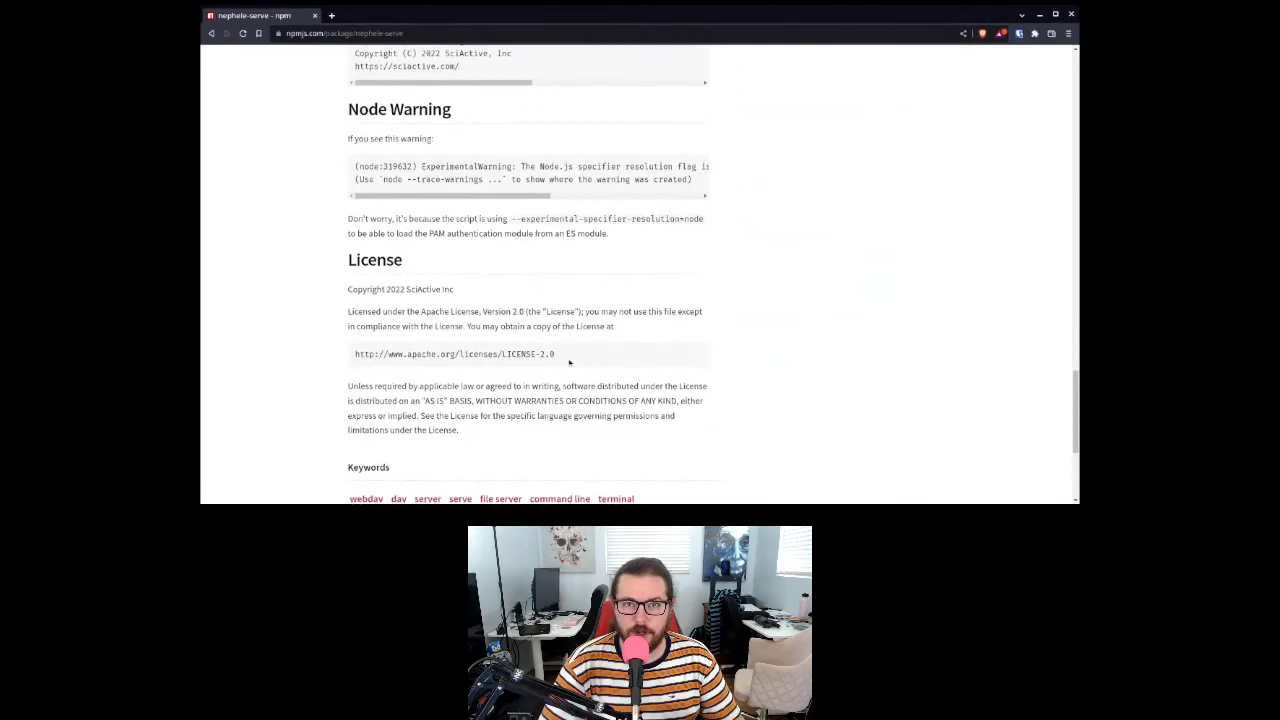 nephele-serve - npm
npmjs.com/package/nephele-serve
Copyright (C) 2022 SciActive, Inc
https://sciactive.com/
Node Warning
If you see this warning:
(node:319632) ExperimentalWarning: The Node.js specifier resolution flag is
(Use `node --trace-warnings ...` to show where the warning was created)
Don't worry, it's because the script is using --experimental-specifier-resolution=node
to be able to load the PAM authentication module from an ES module.
License
Copyright 2022 SciActive Inc
Licensed under the Apache License, Version 2.0 (the "License"); you may not use this file except
in compliance with the License. You may obtain a copy of the License at
http://www.apache.org/licenses/LICENSE-2.0
Unless required by applicable law or agreed to in writing, software distributed under the License
is distributed on an "AS IS" BASIS, WITHOUT WARRANTIES OR CONDITIONS OF ANY KIND, either
express or implied. See the License for the specific language governing permissions and
limitations under the License.
Keywords
webdav dav server serve file server command line terminal